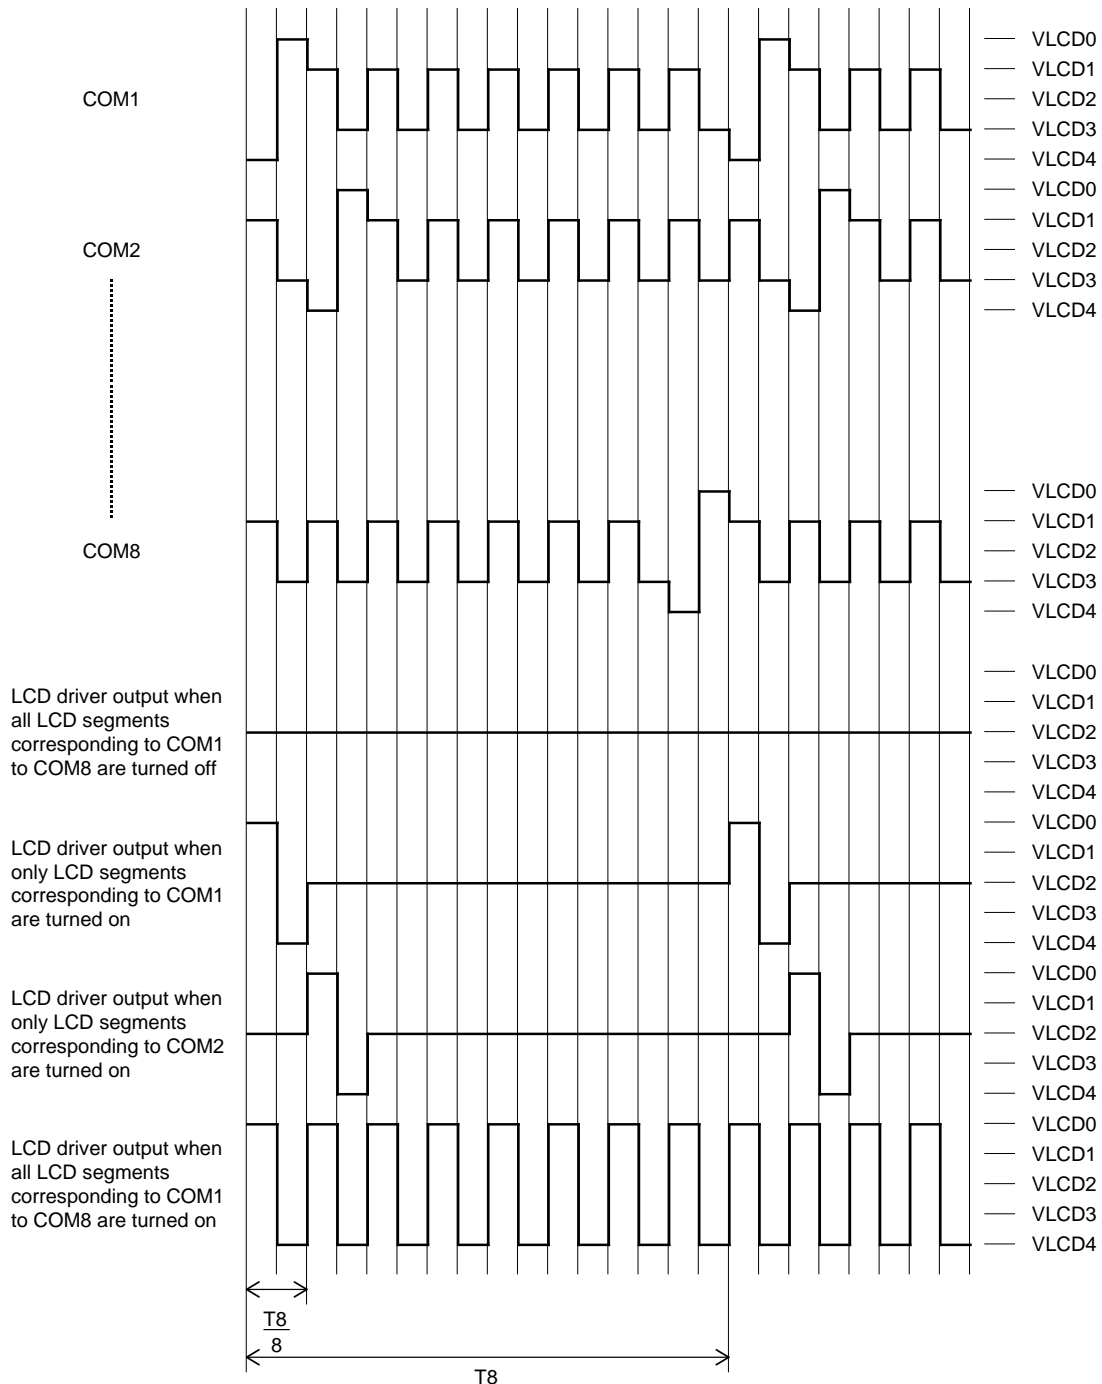 VLCD0
VLCD1
COM1
VLCD2
VLCD3
VLCD4
VLCD0
VLCD1
COM2
VLCD2
VLCD3
VLCD4
VLCD0
VLCD1
COM8
VLCD2
VLCD3
VLCD4
LCD driver output when
all LCD segments
corresponding to COM1
to COM8 are turned off
VLCD0
VLCD1
VLCD2
VLCD3
VLCD4
LCD driver output when
only LCD segments
corresponding to COM1
are turned on
VLCD0
VLCD1
VLCD2
VLCD3
VLCD4
LCD driver output when
only LCD segments
corresponding to COM2
are turned on
VLCD0
VLCD1
VLCD2
VLCD3
VLCD4
LCD driver output when
all LCD segments
corresponding to COM1
to COM8 are turned on
VLCD0
VLCD1
VLCD2
VLCD3
VLCD4
T8
8
T8